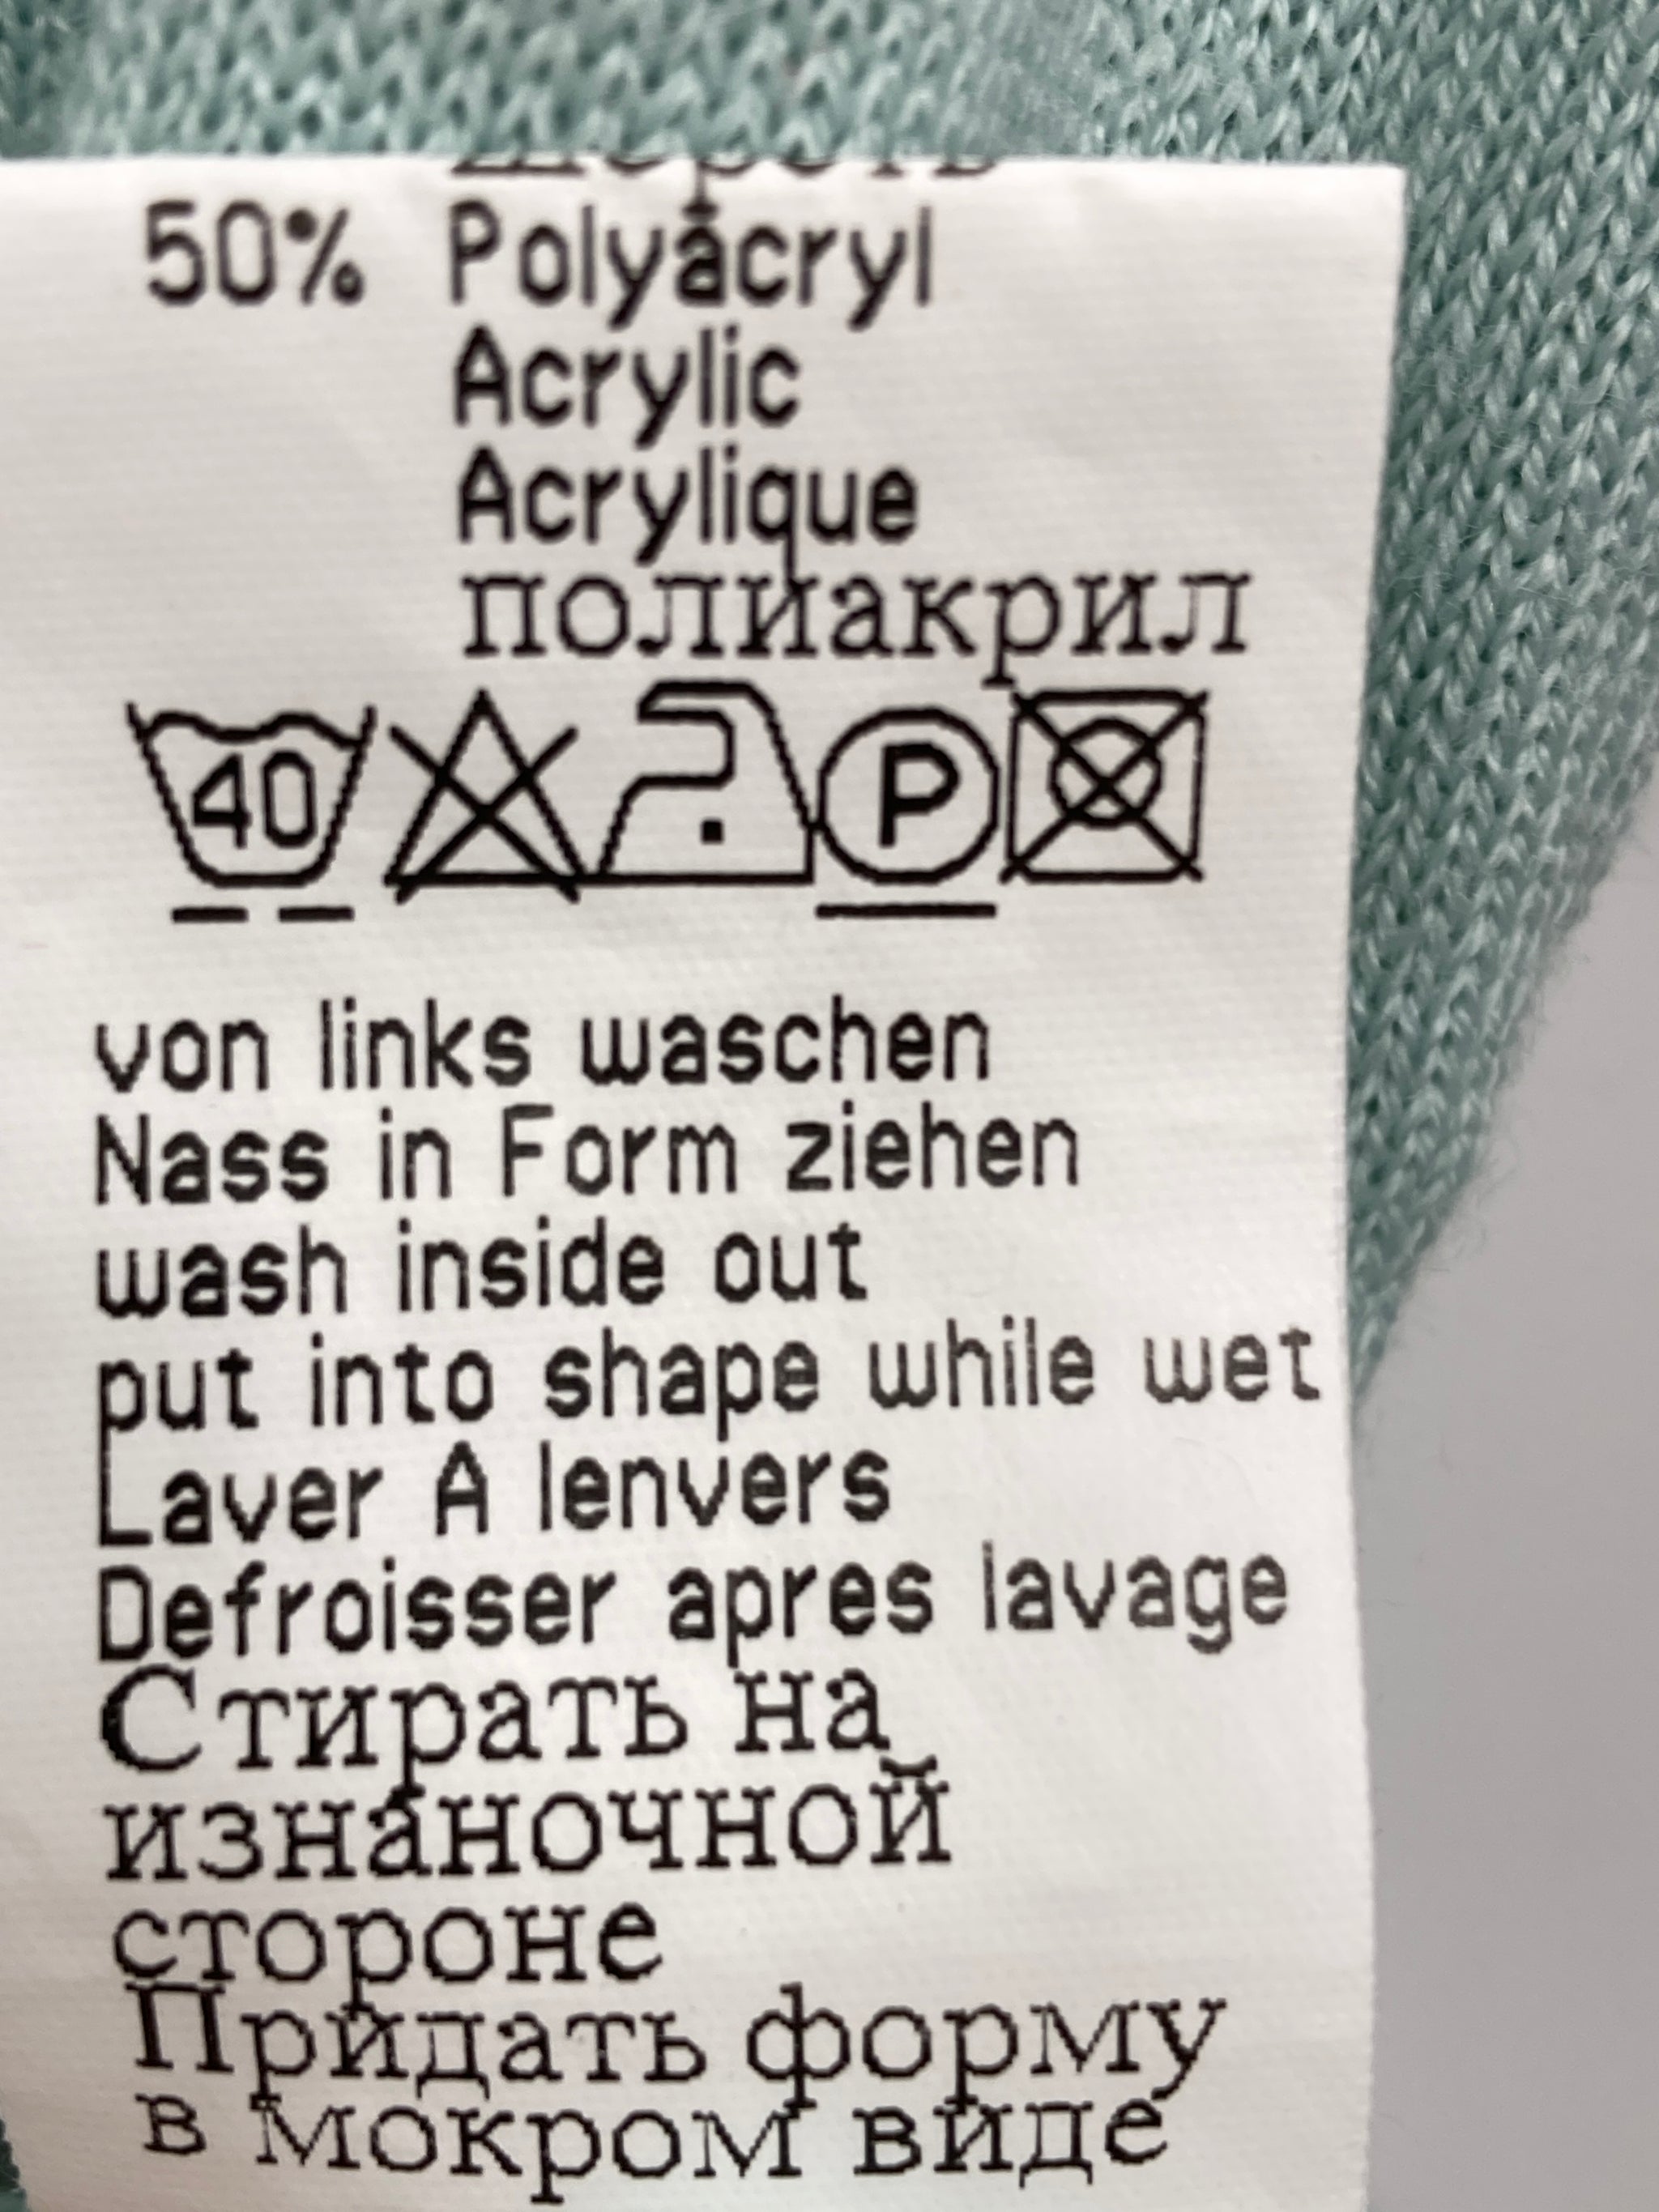 50% Polyacryl
Acrylic
Acrylique
полиакрил
40 P
von links waschen
Nass in Form ziehen
wash inside out
put into shape while wet
Laver A lenvers
Defroisser apres lavage
Стирать на
изнаночной
стороне
Придать форму
в мокром виде